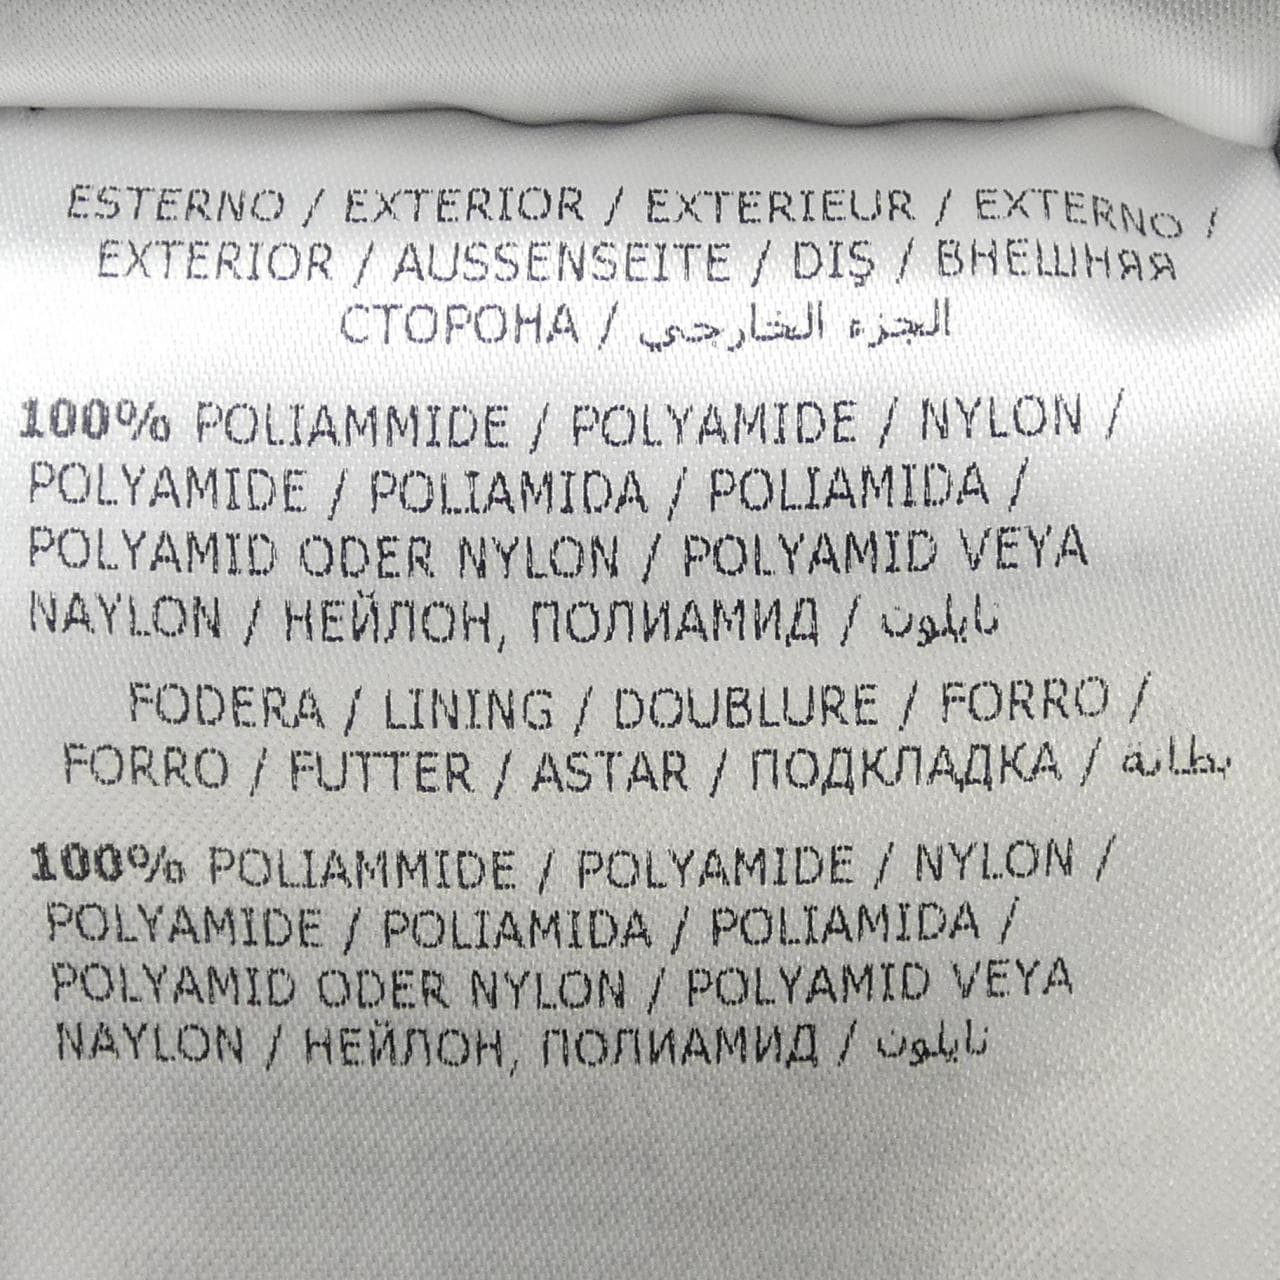 ESTERNO / EXTERIOR / EXTERIEUR / EXTERNO /
EXTERIOR / AUSSENSEITE / DIŞ / ВНЕШНЯЯ
СТОРОНА / الجزء الخارجي
100% POLIAMMIDE / POLYAMIDE / NYLON /
POLYAMIDE / POLIAMIDA / POLIAMIDA /
POLYAMID ODER NYLON / POLYAMID VEYA
NAYLON / НЕЙЛОН, ПОЛИАМИД / نايلون
FODERA / LINING / DOUBLURE / FORRO /
FORRO / FUTTER / ASTAR / ПОДКЛАДКА / بطانة
100% POLIAMMIDE / POLYAMIDE / NYLON /
POLYAMIDE / POLIAMIDA / POLIAMIDA /
POLYAMID ODER NYLON / POLYAMID VEYA
NAYLON / НЕЙЛОН, ПОЛИАМИД / نايلون